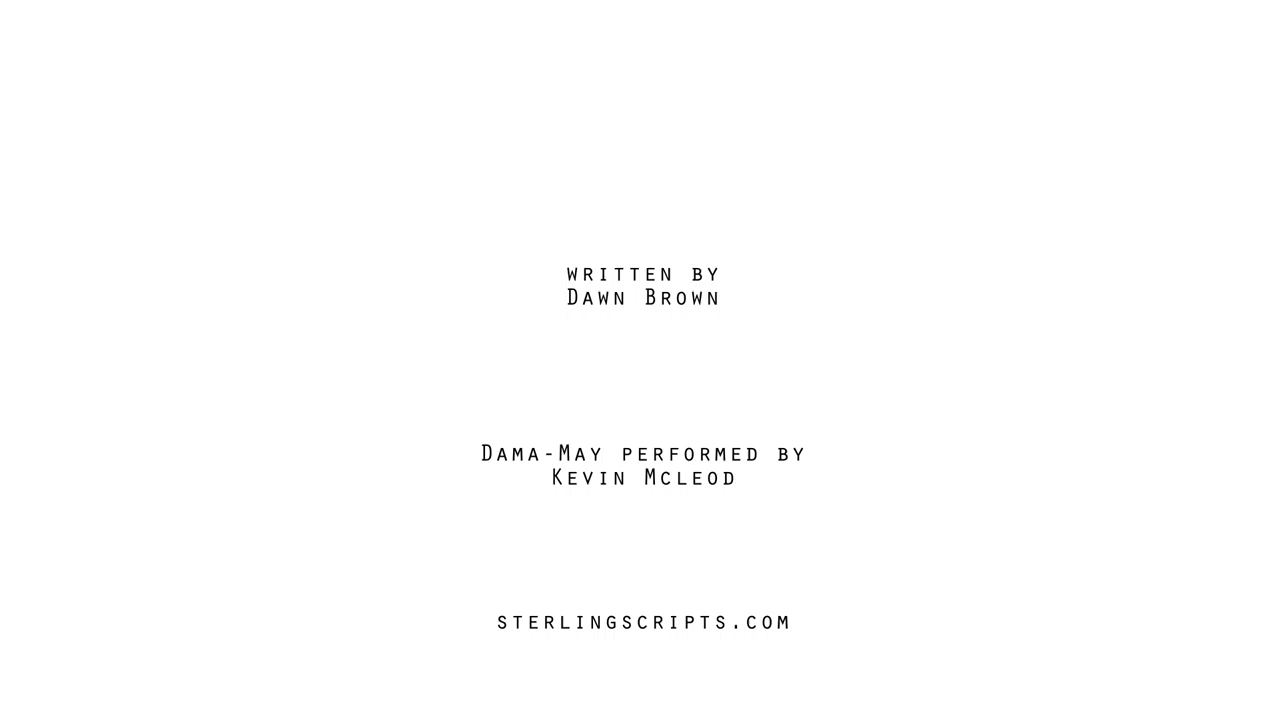 WRITTEN BY
DAWN BROWN
DAMA-MAY PERFORMED BY
KEVIN MCLEOD
STERLINGSCRIPTS.COM